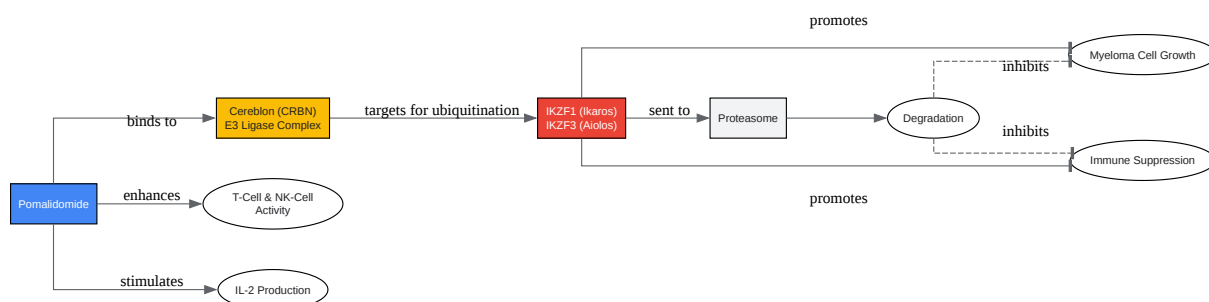 promotes
Myeloma Cell Growth
inhibits
Cereblon (CRBN)
E3 Ligase Complex
binds to
targets for ubiquitination
IKZF1 (Ikaros)
IKZF3 (Aiolos)
sent to
Proteasome
Degradation
inhibits
Immune Suppression
promotes
Pomalidomide
enhances
T-Cell & NK-Cell
Activity
stimulates
IL-2 Production